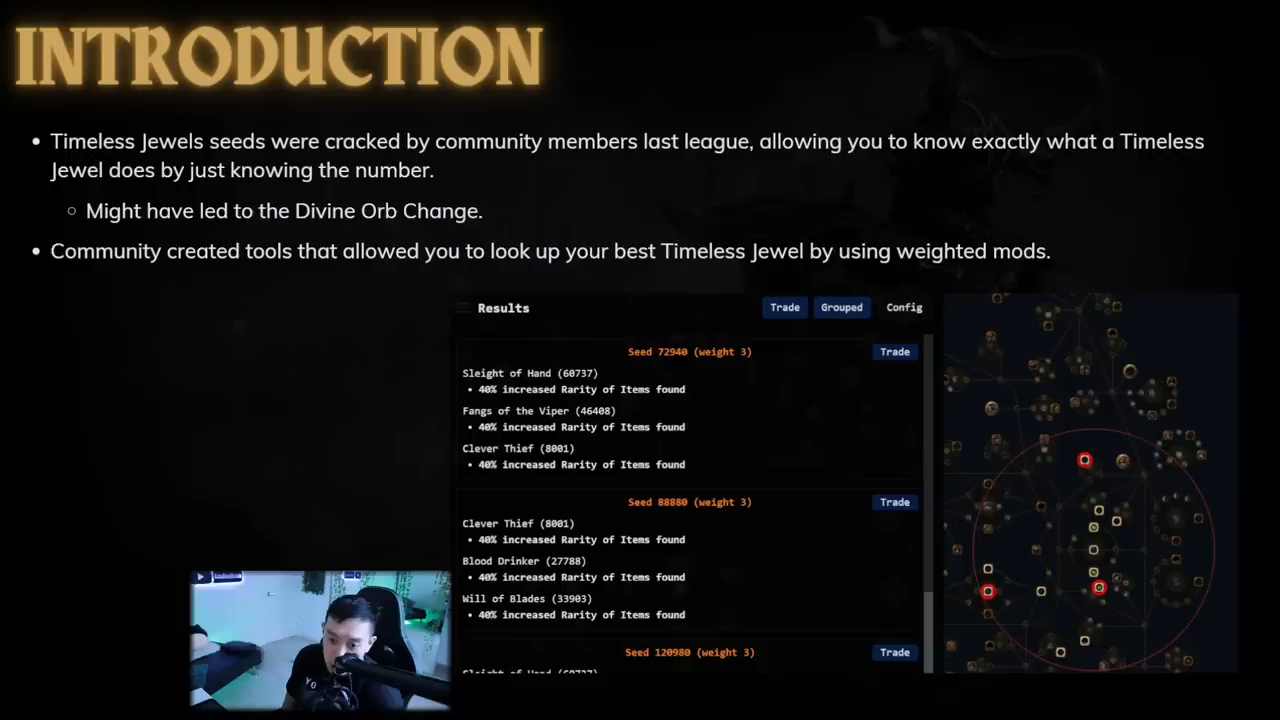 INTRODUCTION
• Timeless Jewels seeds were cracked by community members last league, allowing you to know exactly what a Timeless
Jewel does by just knowing the number.
○ Might have led to the Divine Orb Change.
• Community created tools that allowed you to look up your best Timeless Jewel by using weighted mods.
Results
Trade
Grouped
Config
Seed 72940 (weight 3)
Trade
Sleight of Hand (60737)
• 40% increased Rarity of Items found
Fangs of the Viper (46408)
• 40% increased Rarity of Items found
Clever Thief (8001)
• 40% increased Rarity of Items found
Seed 88880 (weight 3)
Trade
Clever Thief (8001)
• 40% increased Rarity of Items found
Blood Drinker (27788)
• 40% increased Rarity of Items found
Will of Blades (33903)
• 40% increased Rarity of Items found
Seed 120980 (weight 3)
Trade
Sleight of Hand (60737)